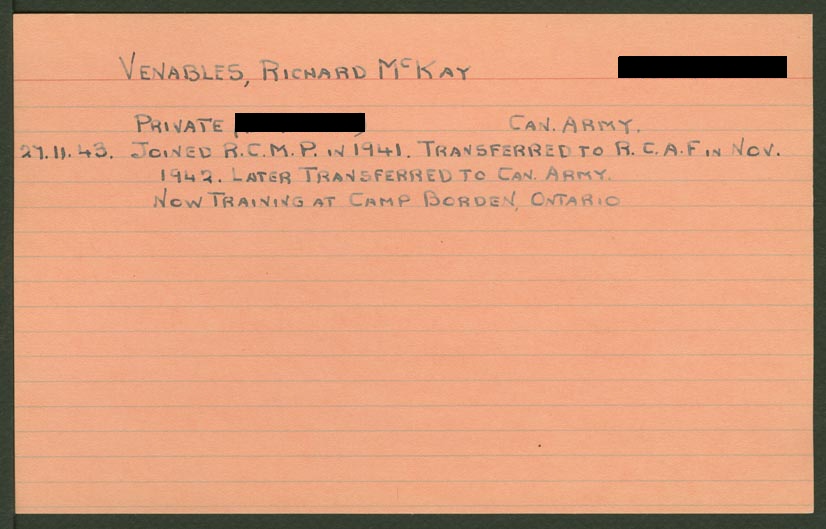 VENABLES, RICHARD McKAY
PRIVATE CAN. ARMY.
27.11.43. JOINED R.C.M.P. IN 1941. TRANSFERRED TO R.C.A.F IN NOV.
1942. LATER TRANSFERRED TO CAN. ARMY.
NOW TRAINING AT CAMP BORDEN, ONTARIO